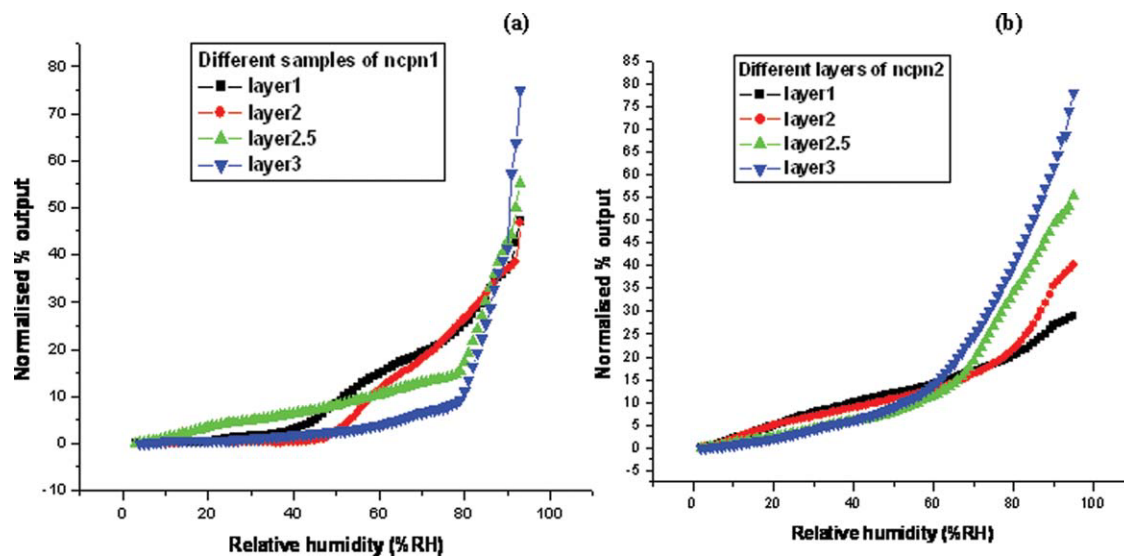 (a)
Different samples of ncpn1
layer1
layer2
layer2.5
layer3
80
70
60
50
40
30
20
10
0
-10
Normalised % output
0
20
40
60
80
100
Relative humidity (%RH)
(b)
Different layers of ncpn2
layer1
layer2
layer2.5
layer3
85
80
75
70
65
60
55
50
45
40
35
30
25
20
15
10
5
0
-5
Normalised % output
0
20
40
60
80
100
Relative humidity (%RH)